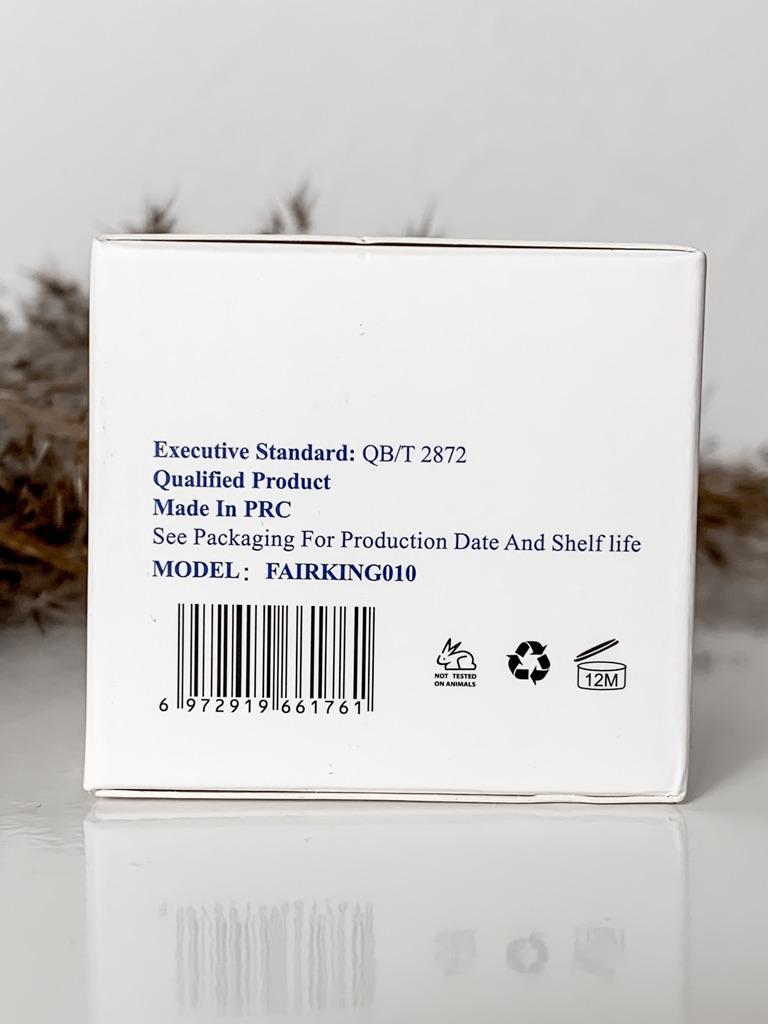 Executive Standard: QB/T 2872
Qualified Product
Made In PRC
See Packaging For Production Date And Shelf life
MODEL: FAIRKING010
6 972919 661761
NOT TESTED
ON ANIMALS
12M